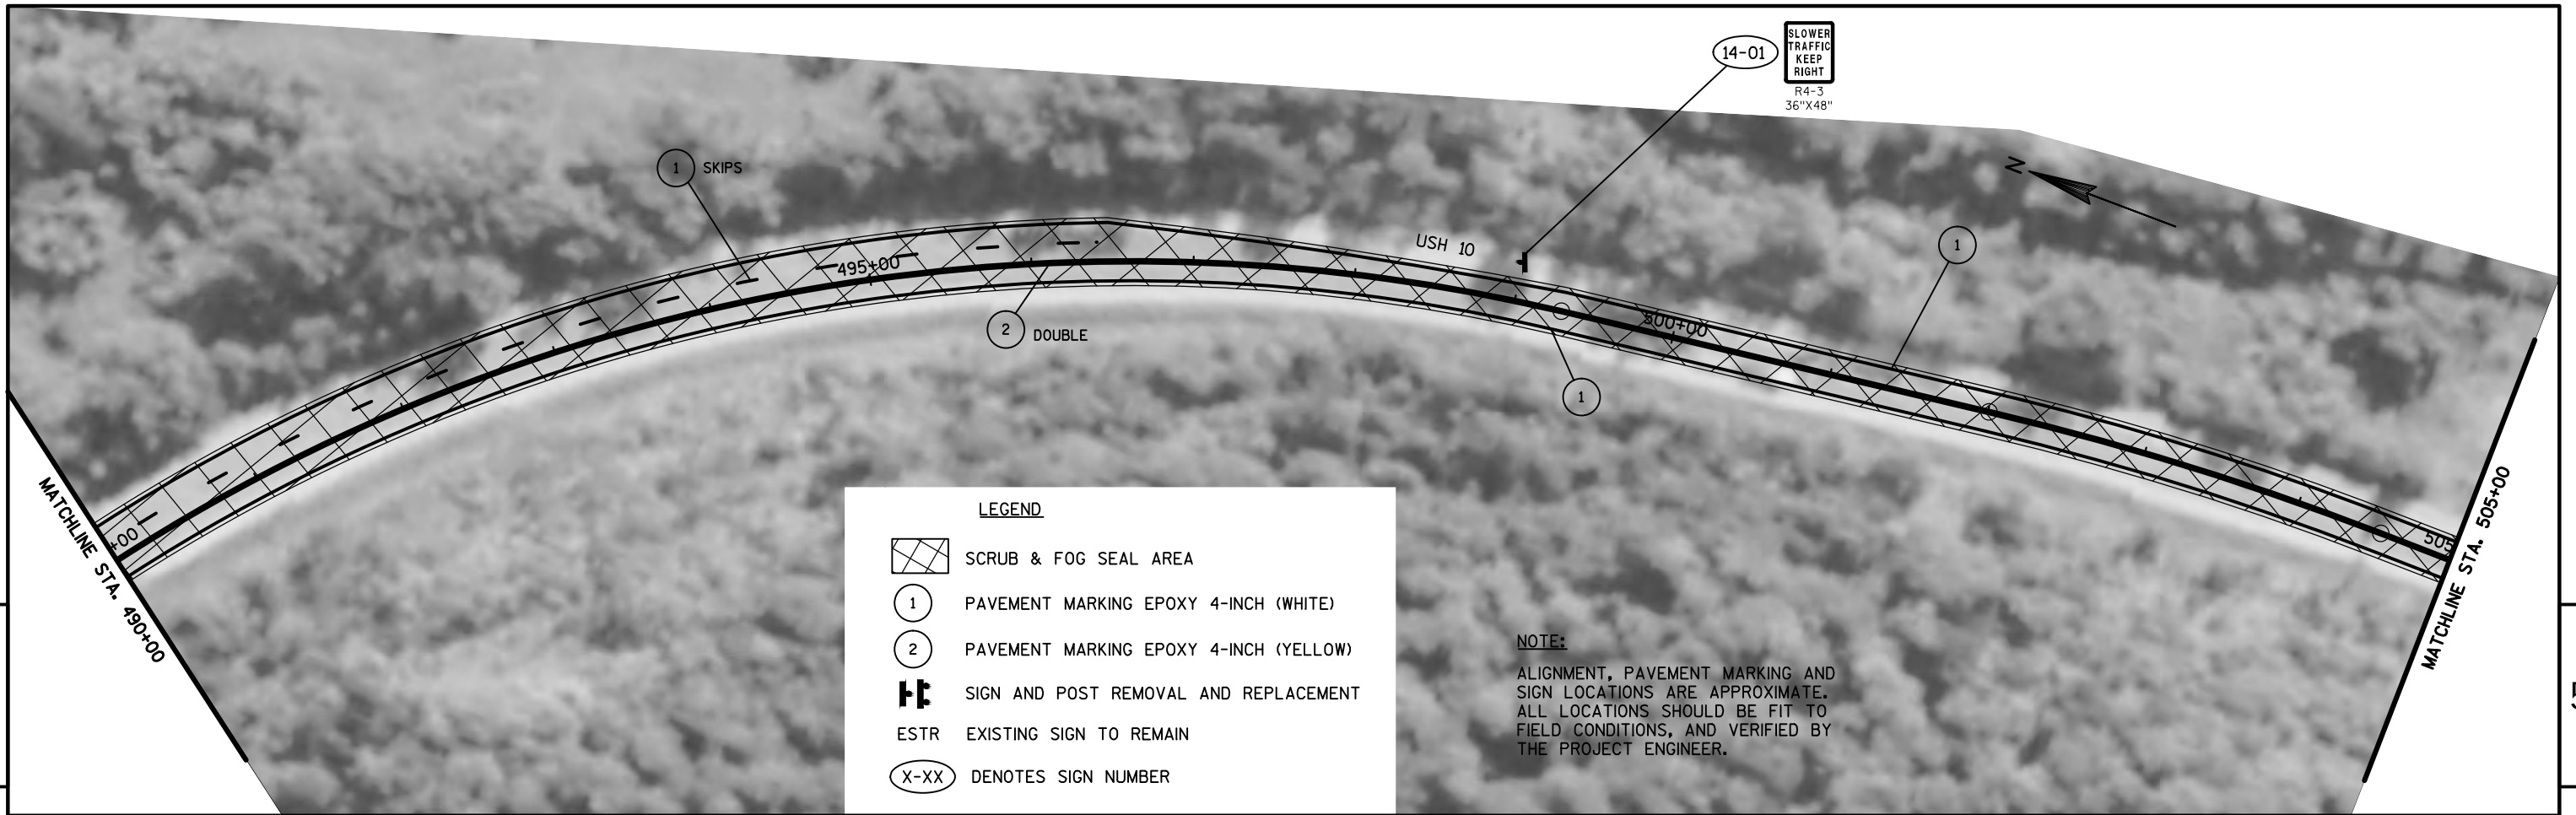 14-01
SLOWER
TRAFFIC
KEEP
RIGHT
R4-3
36"X48"
1 SKIPS
N
USH 10
1
495+00
2 DOUBLE
500+00
1
+00
505
MATCHLINE STA. 490+00
MATCHLINE STA. 505+00
LEGEND
SCRUB & FOG SEAL AREA
1 PAVEMENT MARKING EPOXY 4-INCH (WHITE)
2 PAVEMENT MARKING EPOXY 4-INCH (YELLOW)
SIGN AND POST REMOVAL AND REPLACEMENT
ESTR EXISTING SIGN TO REMAIN
X-XX DENOTES SIGN NUMBER
NOTE:
ALIGNMENT, PAVEMENT MARKING AND
SIGN LOCATIONS ARE APPROXIMATE.
ALL LOCATIONS SHOULD BE FIT TO
FIELD CONDITIONS, AND VERIFIED BY
THE PROJECT ENGINEER.